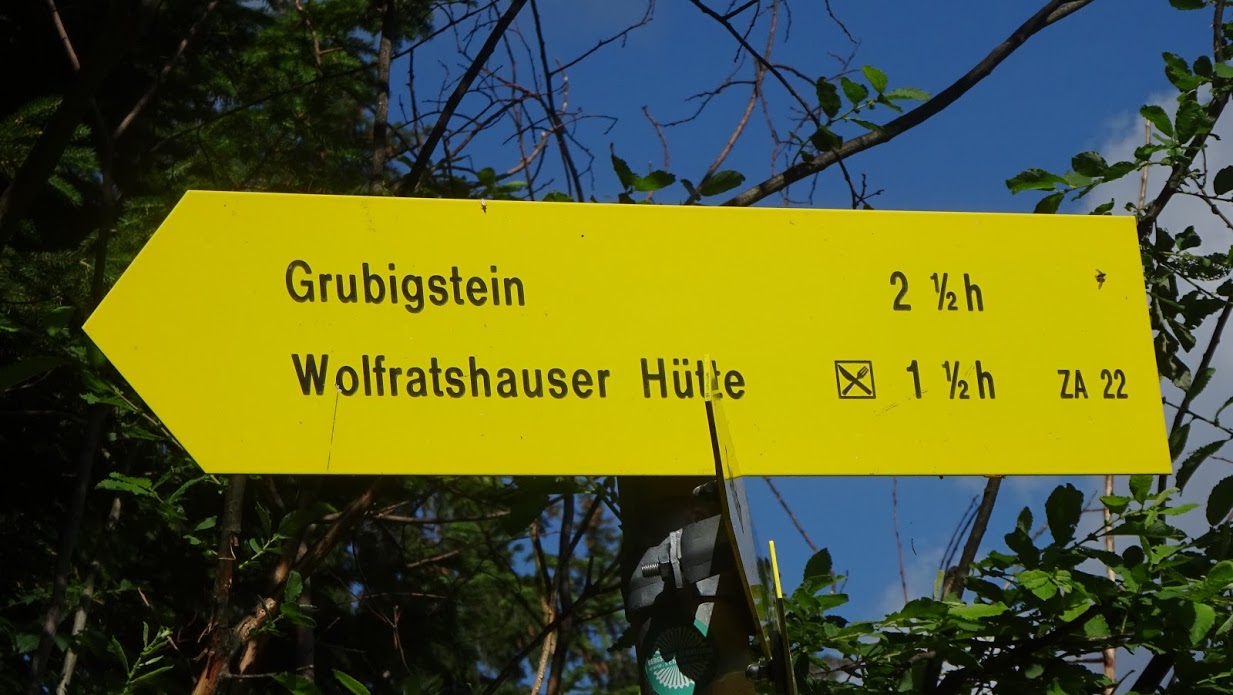 Grubigstein 2 ½ h
Wolfratshauser Hütte 1 ½ h ZA 22